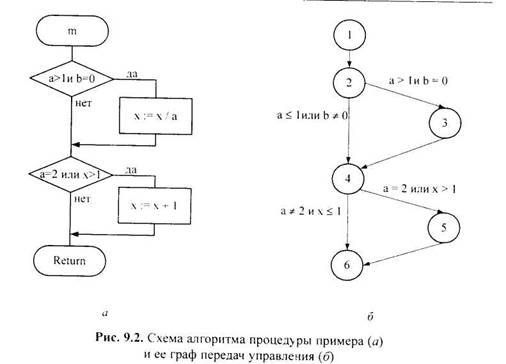 m
a>1и b=0
да
нет
x := x / a
a=2 или x>1
да
нет
x := x + 1
Return
а
1
2
a > 1 и b = 0
a ≤ 1или b ≠ 0
3
4
a = 2 или x > 1
a ≠ 2 и x ≤ 1
5
6
б
Рис. 9.2. Схема алгоритма процедуры примера (а)
и ее граф передач управления (б)